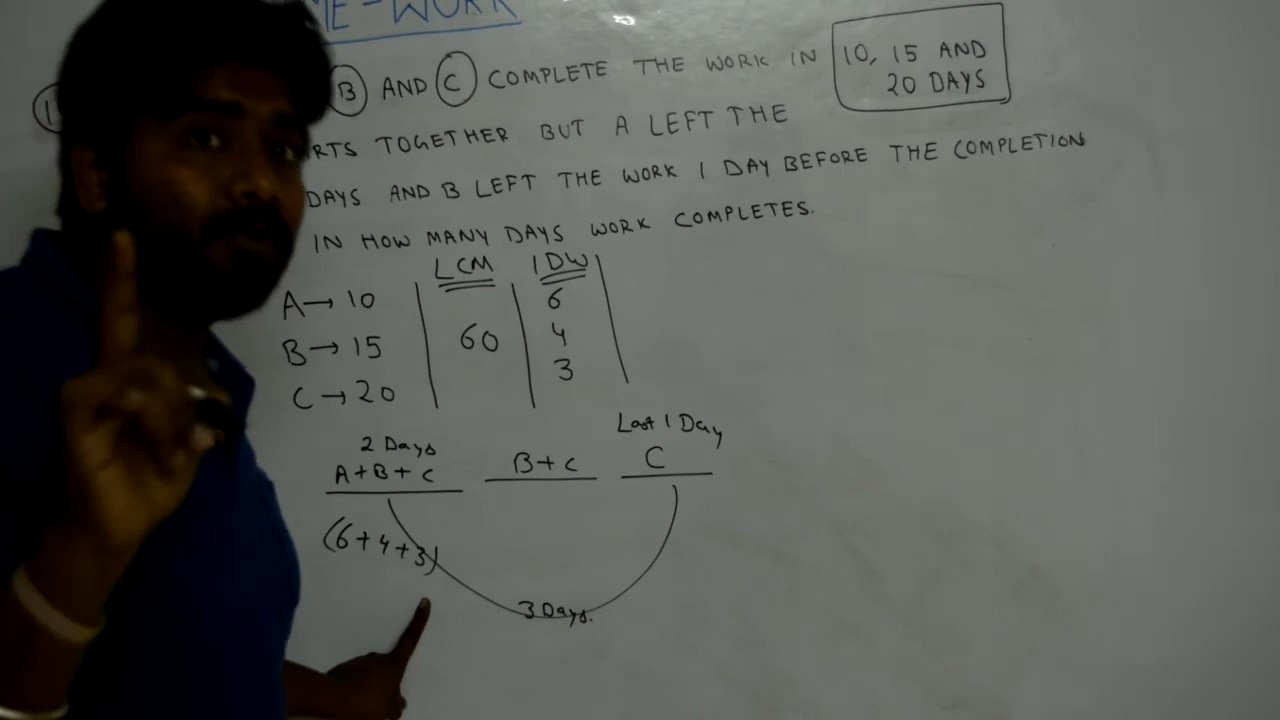 ME-WORK
1 B AND C COMPLETE THE WORK IN 10, 15 AND
20 DAYS
RTS TOGETHER BUT A LEFT THE
DAYS AND B LEFT THE WORK 1 DAY BEFORE THE COMPLETION
IN HOW MANY DAYS WORK COMPLETES.
LCM 1DW
A→10 6
B→15 60 4
C→20 3
2 Days Last 1 Day
A+B+C B+C C
(6+4+3)
3 Days.